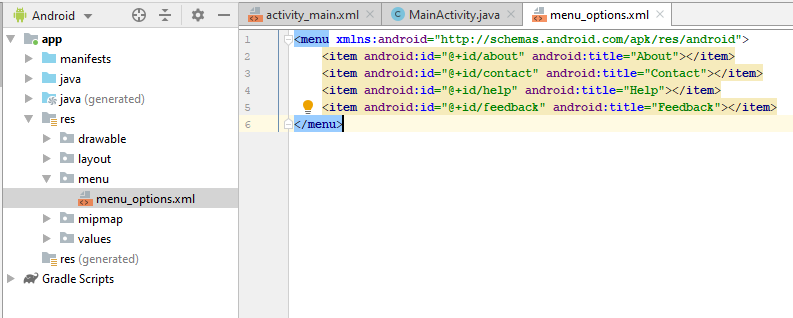 Android
activity_main.xml
MainActivity.java
menu_options.xml
app
manifests
java
java (generated)
res
drawable
layout
menu
menu_options.xml
mipmap
values
res (generated)
Gradle Scripts
1 <menu xmlns:android="http://schemas.android.com/apk/res/android">
2 <item android:id="@+id/about" android:title="About"></item>
3 <item android:id="@+id/contact" android:title="Contact"></item>
4 <item android:id="@+id/help" android:title="Help"></item>
5 <item android:id="@+id/feedback" android:title="Feedback"></item>
6 </menu>